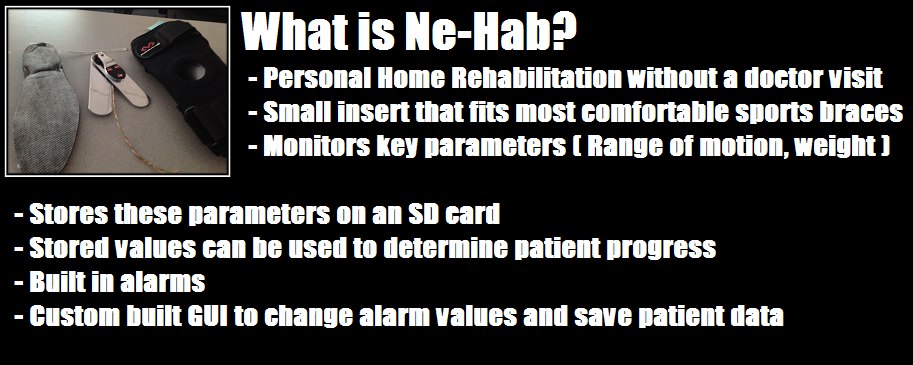 What is Ne-Hab?
- Personal Home Rehabilitation without a doctor visit
- Small insert that fits most comfortable sports braces
- Monitors key parameters ( Range of motion, weight )
- Stores these parameters on an SD card
- Stored values can be used to determine patient progress
- Built in alarms
- Custom built GUI to change alarm values and save patient data